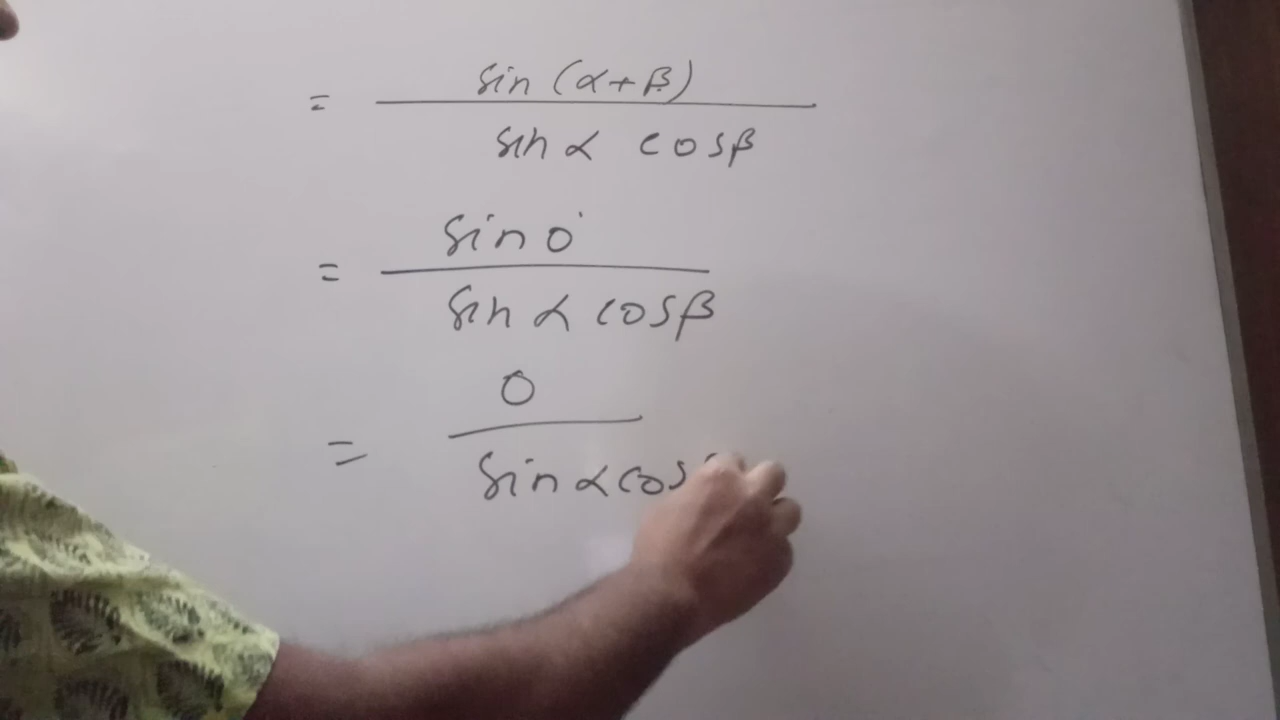 = sin (α+β) / sin α cos β
= sin 0° / sin α cos β
= 0 / sin α cos